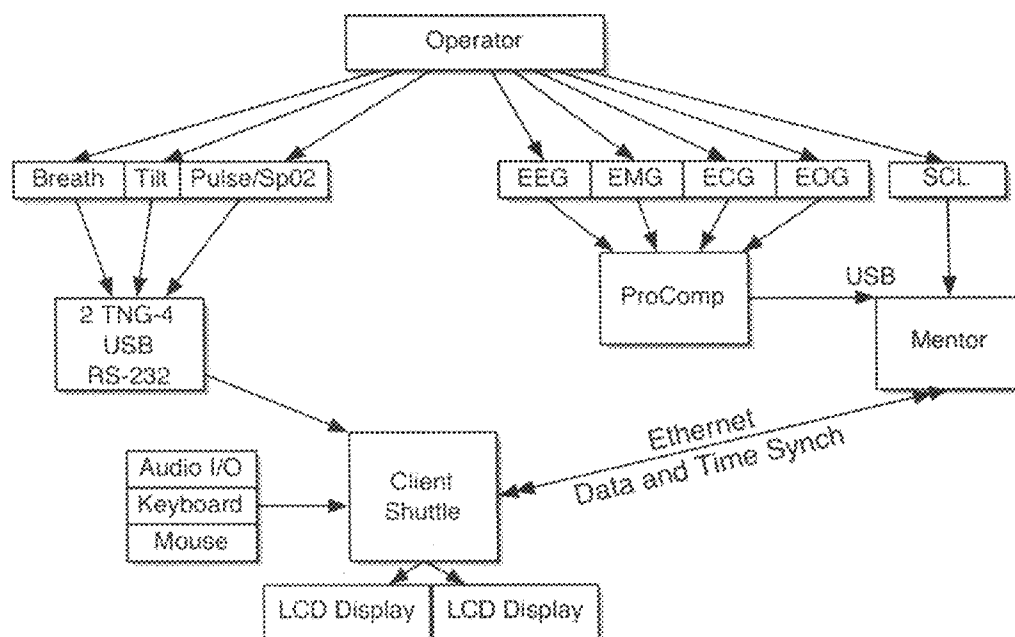 Operator
Breath Tilt Pulse/Sp02
EEG EMG ECG EOG SCL
ProComp
USB
Mentor
2 TNG-4
USB
RS-232
Ethernet
Data and Time Synch
Audio I/O
Keyboard
Mouse
Client
Shuttle
LCD Display LCD Display